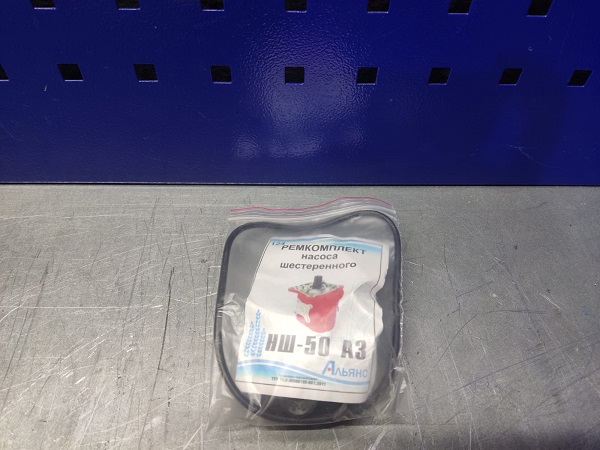 РЕМКОМПЛЕКТ
насоса
шестеренного
НШ-50 А3
Альянс